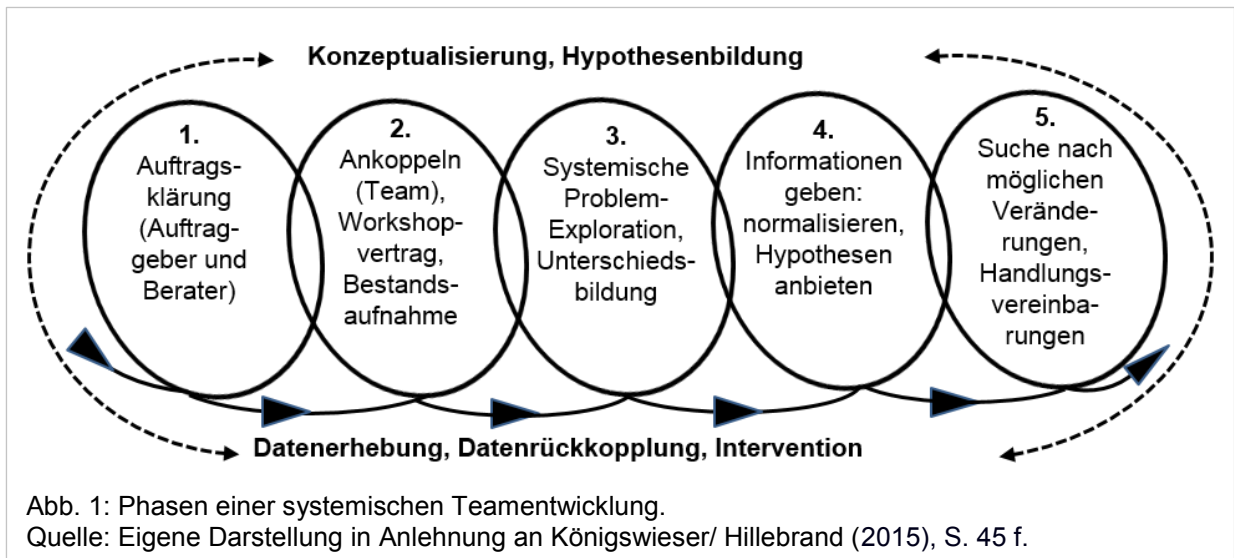 Konzeptualisierung, Hypothesenbildung
1.
Auftrags-
klärung
(Auftrag-
geber und
Berater)
2.
Ankoppeln
(Team),
Workshop-
vertrag,
Bestands-
aufnahme
3.
Systemische
Problem-
Exploration,
Unterschieds-
bildung
4.
Informationen
geben:
normalisieren,
Hypothesen
anbieten
5.
Suche nach
möglichen
Verände-
rungen,
Handlungs-
vereinba-
rungen
Datenerhebung, Datenrückkopplung, Intervention
Abb. 1: Phasen einer systemischen Teamentwicklung.
Quelle: Eigene Darstellung in Anlehnung an Königswieser/ Hillebrand (2015), S. 45 f.